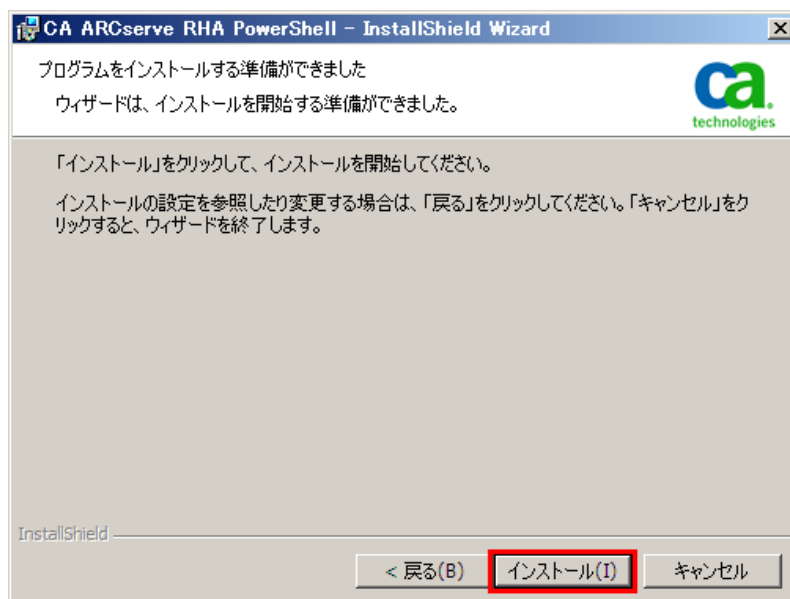 CA ARCserve RHA PowerShell - InstallShield Wizard
プログラムをインストールする準備ができました
ウィザードは、インストールを開始する準備ができました。
ca.
technologies
「インストール」をクリックして、インストールを開始してください。
インストールの設定を参照したり変更する場合は、「戻る」をクリックしてください。「キャンセル」をク
リックすると、ウィザードを終了します。
InstallShield
< 戻る(B)
インストール(I)
キャンセル